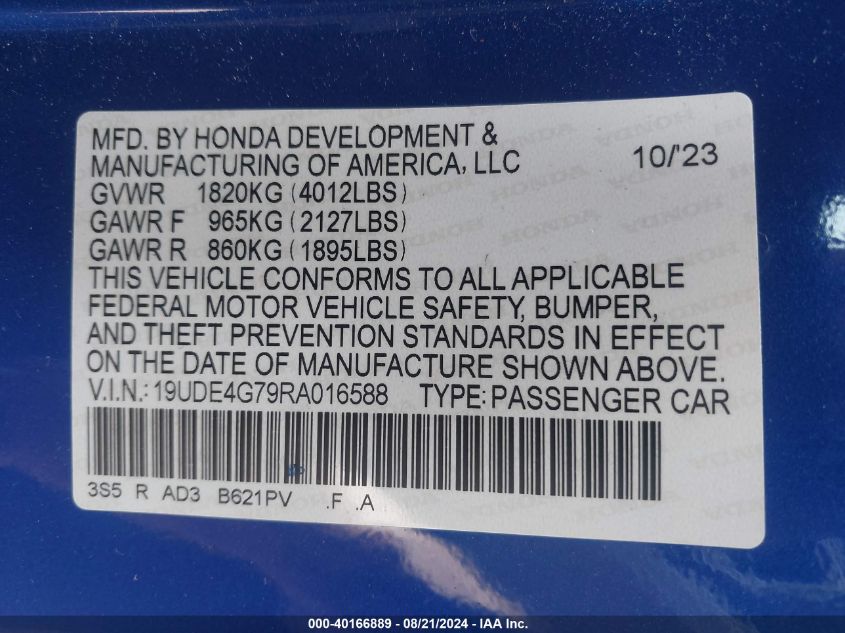 MFD. BY HONDA DEVELOPMENT &
MANUFACTURING OF AMERICA, LLC 10/'23
GVWR 1820KG (4012LBS)
GAWR F 965KG (2127LBS)
GAWR R 860KG (1895LBS)
THIS VEHICLE CONFORMS TO ALL APPLICABLE
FEDERAL MOTOR VEHICLE SAFETY, BUMPER,
AND THEFT PREVENTION STANDARDS IN EFFECT
ON THE DATE OF MANUFACTURE SHOWN ABOVE.
V.I.N.: 19UDE4G79RA016588 TYPE: PASSENGER CAR
3S5 R AD3 B621PV .F .A
000-40166889 / 08/21/2024 / IAA Inc.